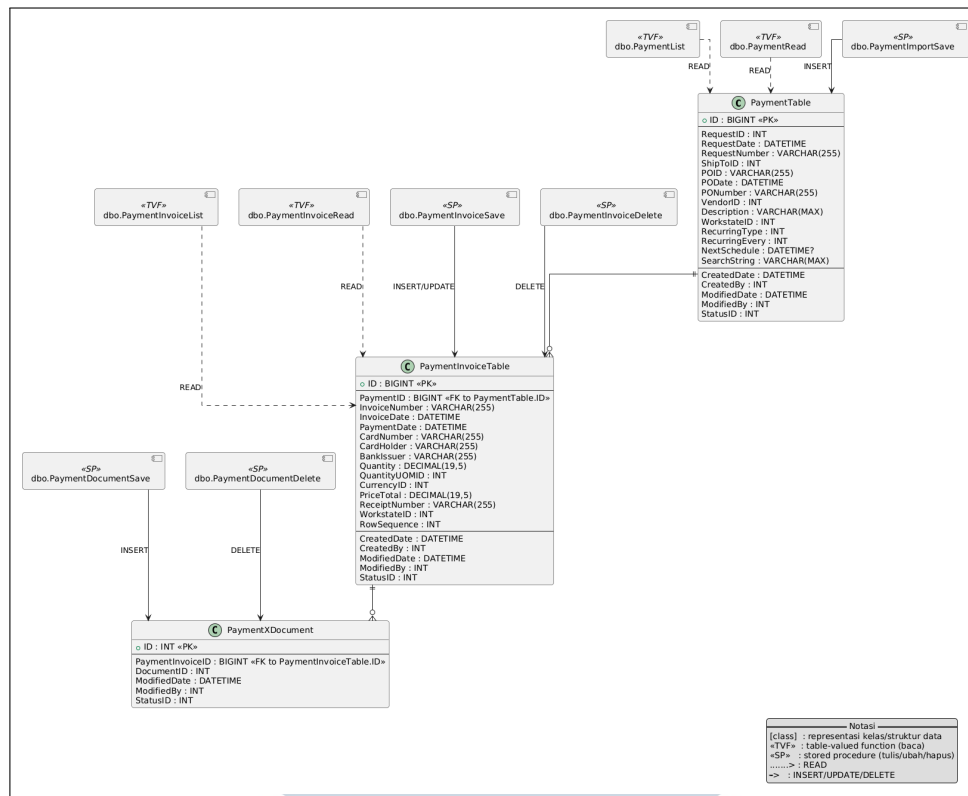 «TVF»
dbo.PaymentList
«TVF»
dbo.PaymentRead
«SP»
dbo.PaymentImportSave
READ
READ
INSERT
C PaymentTable
ID : BIGINT «PK»
RequestID : INT
RequestDate : DATETIME
RequestNumber : VARCHAR(255)
ShipToID : INT
POID : VARCHAR(255)
PODate : DATETIME
PONumber : VARCHAR(255)
VendorID : INT
Description : VARCHAR(MAX)
WorkstateID : INT
RecurringType : INT
RecurringEvery : INT
NextSchedule : DATETIME?
SearchString : VARCHAR(MAX)
CreatedDate : DATETIME
CreatedBy : INT
ModifiedDate : DATETIME
ModifiedBy : INT
StatusID : INT
«TVF»
dbo.PaymentInvoiceList
«TVF»
dbo.PaymentInvoiceRead
«SP»
dbo.PaymentInvoiceSave
«SP»
dbo.PaymentInvoiceDelete
READ
INSERT/UPDATE
DELETE
READ
C PaymentInvoiceTable
ID : BIGINT «PK»
PaymentID : BIGINT «FK to PaymentTable.ID»
InvoiceNumber : VARCHAR(255)
InvoiceDate : DATETIME
PaymentDate : DATETIME
CardNumber : VARCHAR(255)
CardHolder : VARCHAR(255)
BankIssuer : VARCHAR(255)
Quantity : DECIMAL(19,5)
QuantityUOMID : INT
CurrencyID : INT
PriceTotal : DECIMAL(19,5)
ReceiptNumber : VARCHAR(255)
WorkstateID : INT
RowSequence : INT
CreatedDate : DATETIME
CreatedBy : INT
ModifiedDate : DATETIME
ModifiedBy : INT
StatusID : INT
«SP»
dbo.PaymentDocumentSave
«SP»
dbo.PaymentDocumentDelete
INSERT
DELETE
C PaymentXDocument
ID : INT «PK»
PaymentInvoiceID : BIGINT «FK to PaymentInvoiceTable.ID»
DocumentID : INT
ModifiedDate : DATETIME
ModifiedBy : INT
StatusID : INT
Notasi
[class] : representasi kelas/struktur data
«TVF» : table-valued function (baca)
«SP» : stored procedure (tulis/ubah/hapus)
.......> : READ
-> : INSERT/UPDATE/DELETE